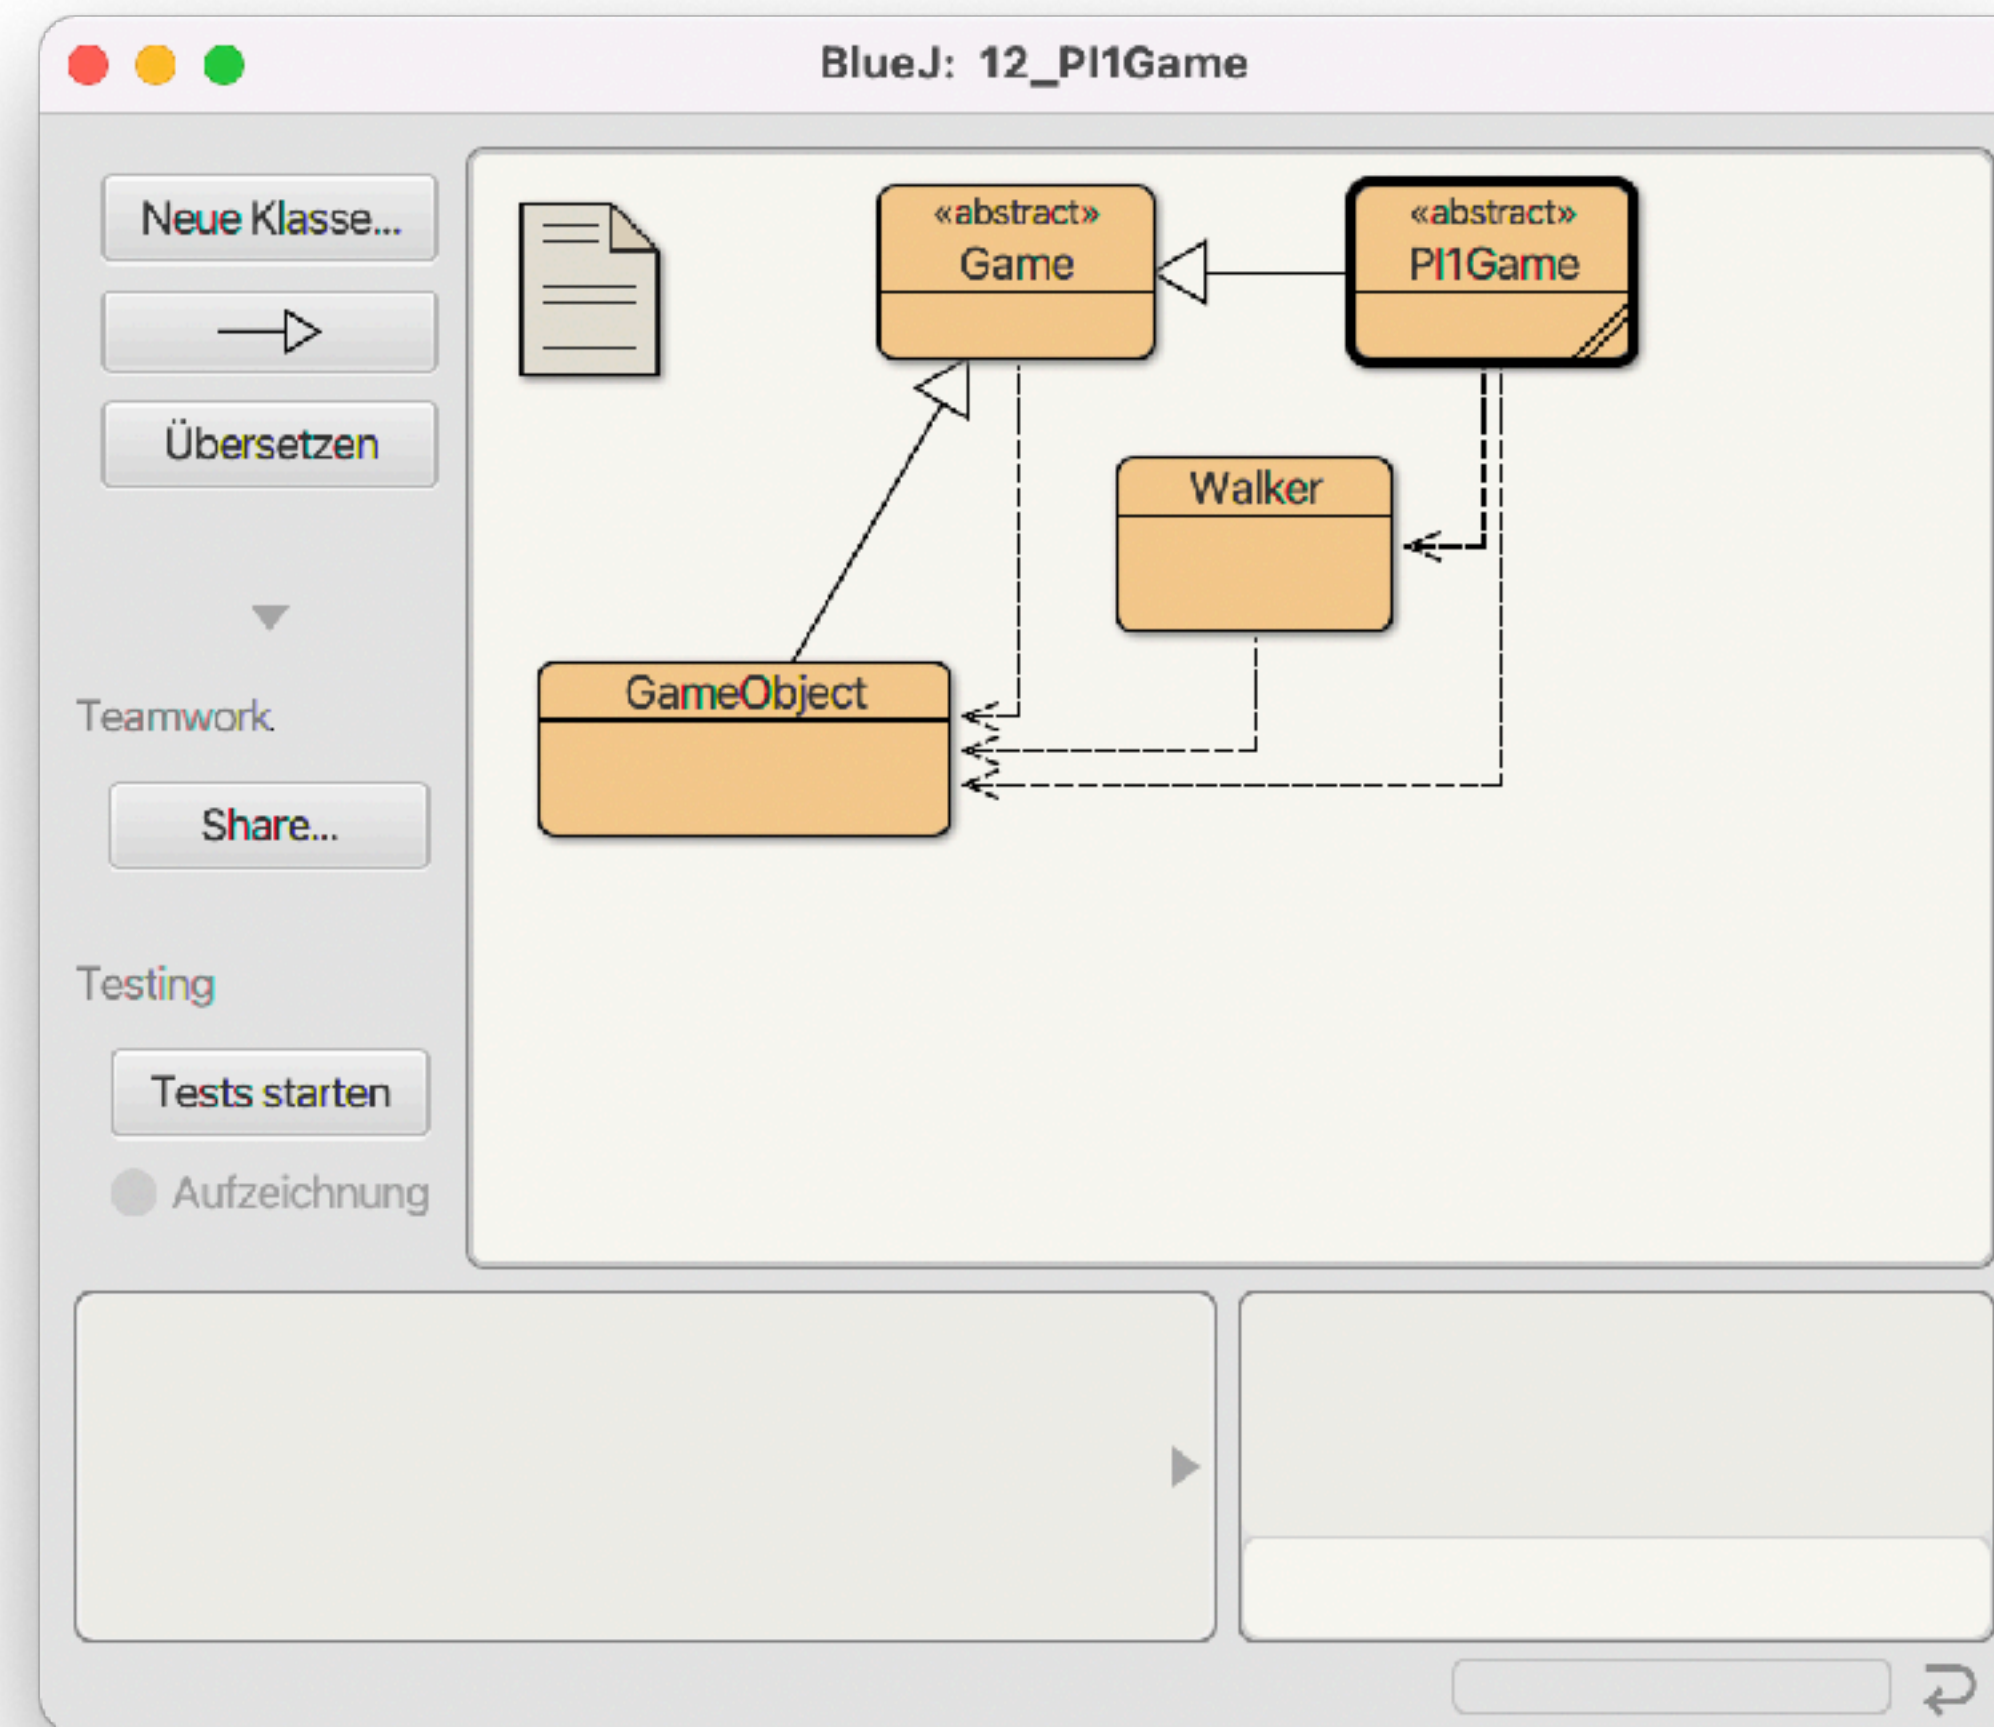 BlueJ: 12_PI1Game
Neue Klasse...
Übersetzen
Teamwork
Share...
Testing
Tests starten
Aufzeichnung
«abstract»
Game
«abstract»
PI1Game
Walker
GameObject